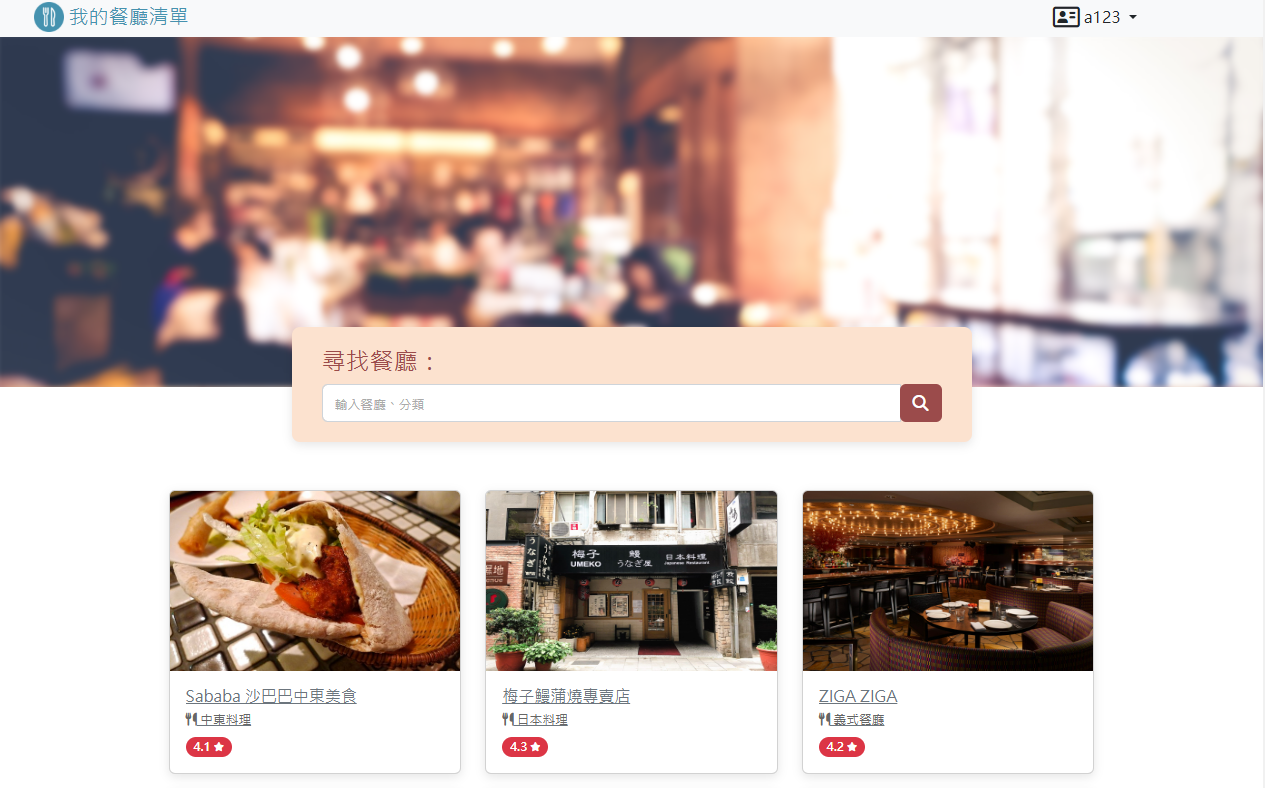 我的餐廳清單
a123
尋找餐廳：
輸入餐廳、分類
うなぎ
梅子 鰻 日本料理
UMEKO うなぎ屋 Japanese Restaurant
Sababa 沙巴巴中東美食
中東料理
4.1
梅子鰻蒲燒專賣店
日本料理
4.3
ZIGA ZIGA
義式餐廳
4.2